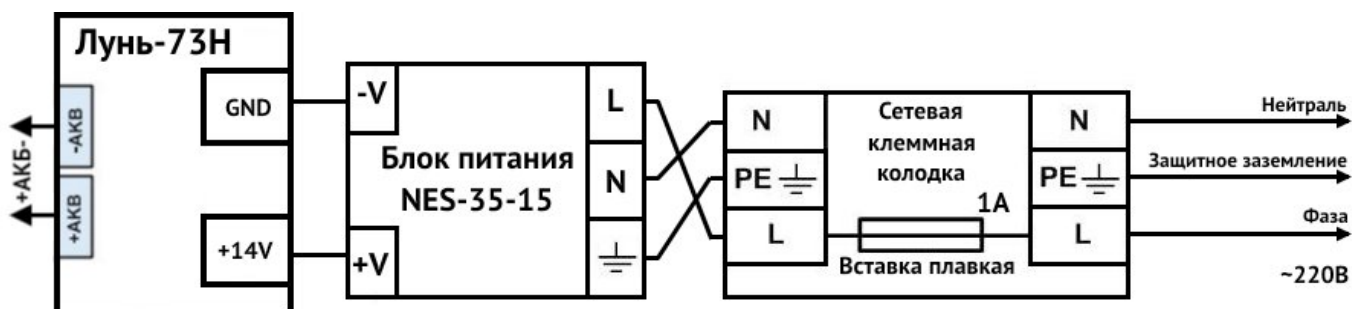 Лунь-73Н
GND
+14V
-АКВ
+АКВ
+АКБ-
-V
+V
Блок питания
NES-35-15
L
N
N
PE
L
Сетевая
клеммная
колодка
1А
Вставка плавкая
N
PE
L
Нейтраль
Защитное заземление
Фаза
~220В